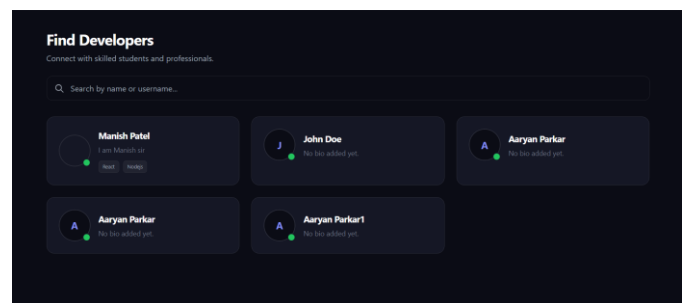 Find Developers
Connect with skilled students and professionals.
Search by name or username...
Manish Patel
I am Manish sir
React Nodejs
J
John Doe
No bio added yet.
A
Aaryan Parkar
No bio added yet.
A
Aaryan Parkar
No bio added yet.
A
Aaryan Parkar1
No bio added yet.